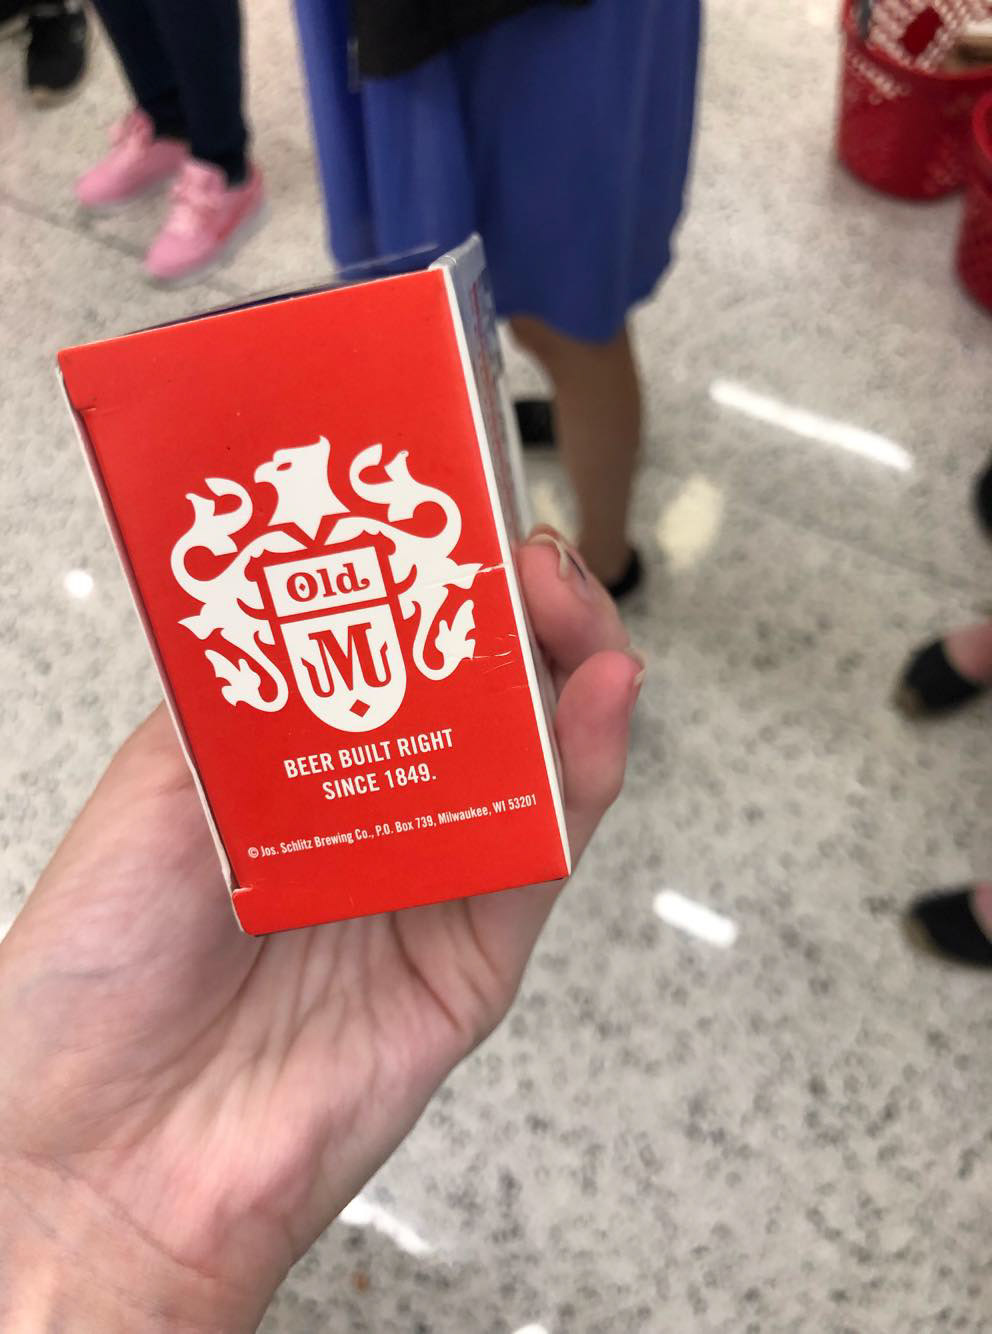 Old
M
BEER BUILT RIGHT
SINCE 1849.
© Jos. Schlitz Brewing Co., P.O. Box 739, Milwaukee, WI 53201